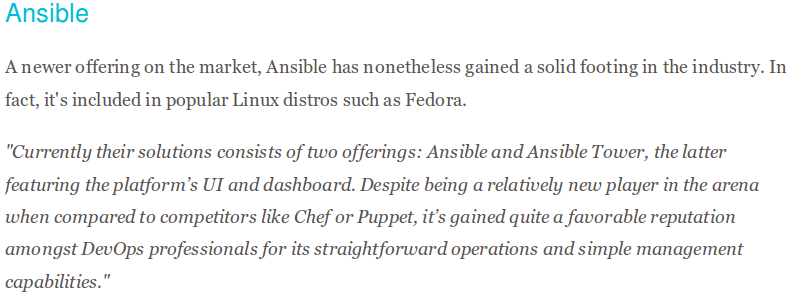 Ansible
A newer offering on the market, Ansible has nonetheless gained a solid footing in the industry. In
fact, it's included in popular Linux distros such as Fedora.
"Currently their solutions consists of two offerings: Ansible and Ansible Tower, the latter
featuring the platform’s UI and dashboard. Despite being a relatively new player in the arena
when compared to competitors like Chef or Puppet, it’s gained quite a favorable reputation
amongst DevOps professionals for its straightforward operations and simple management
capabilities."